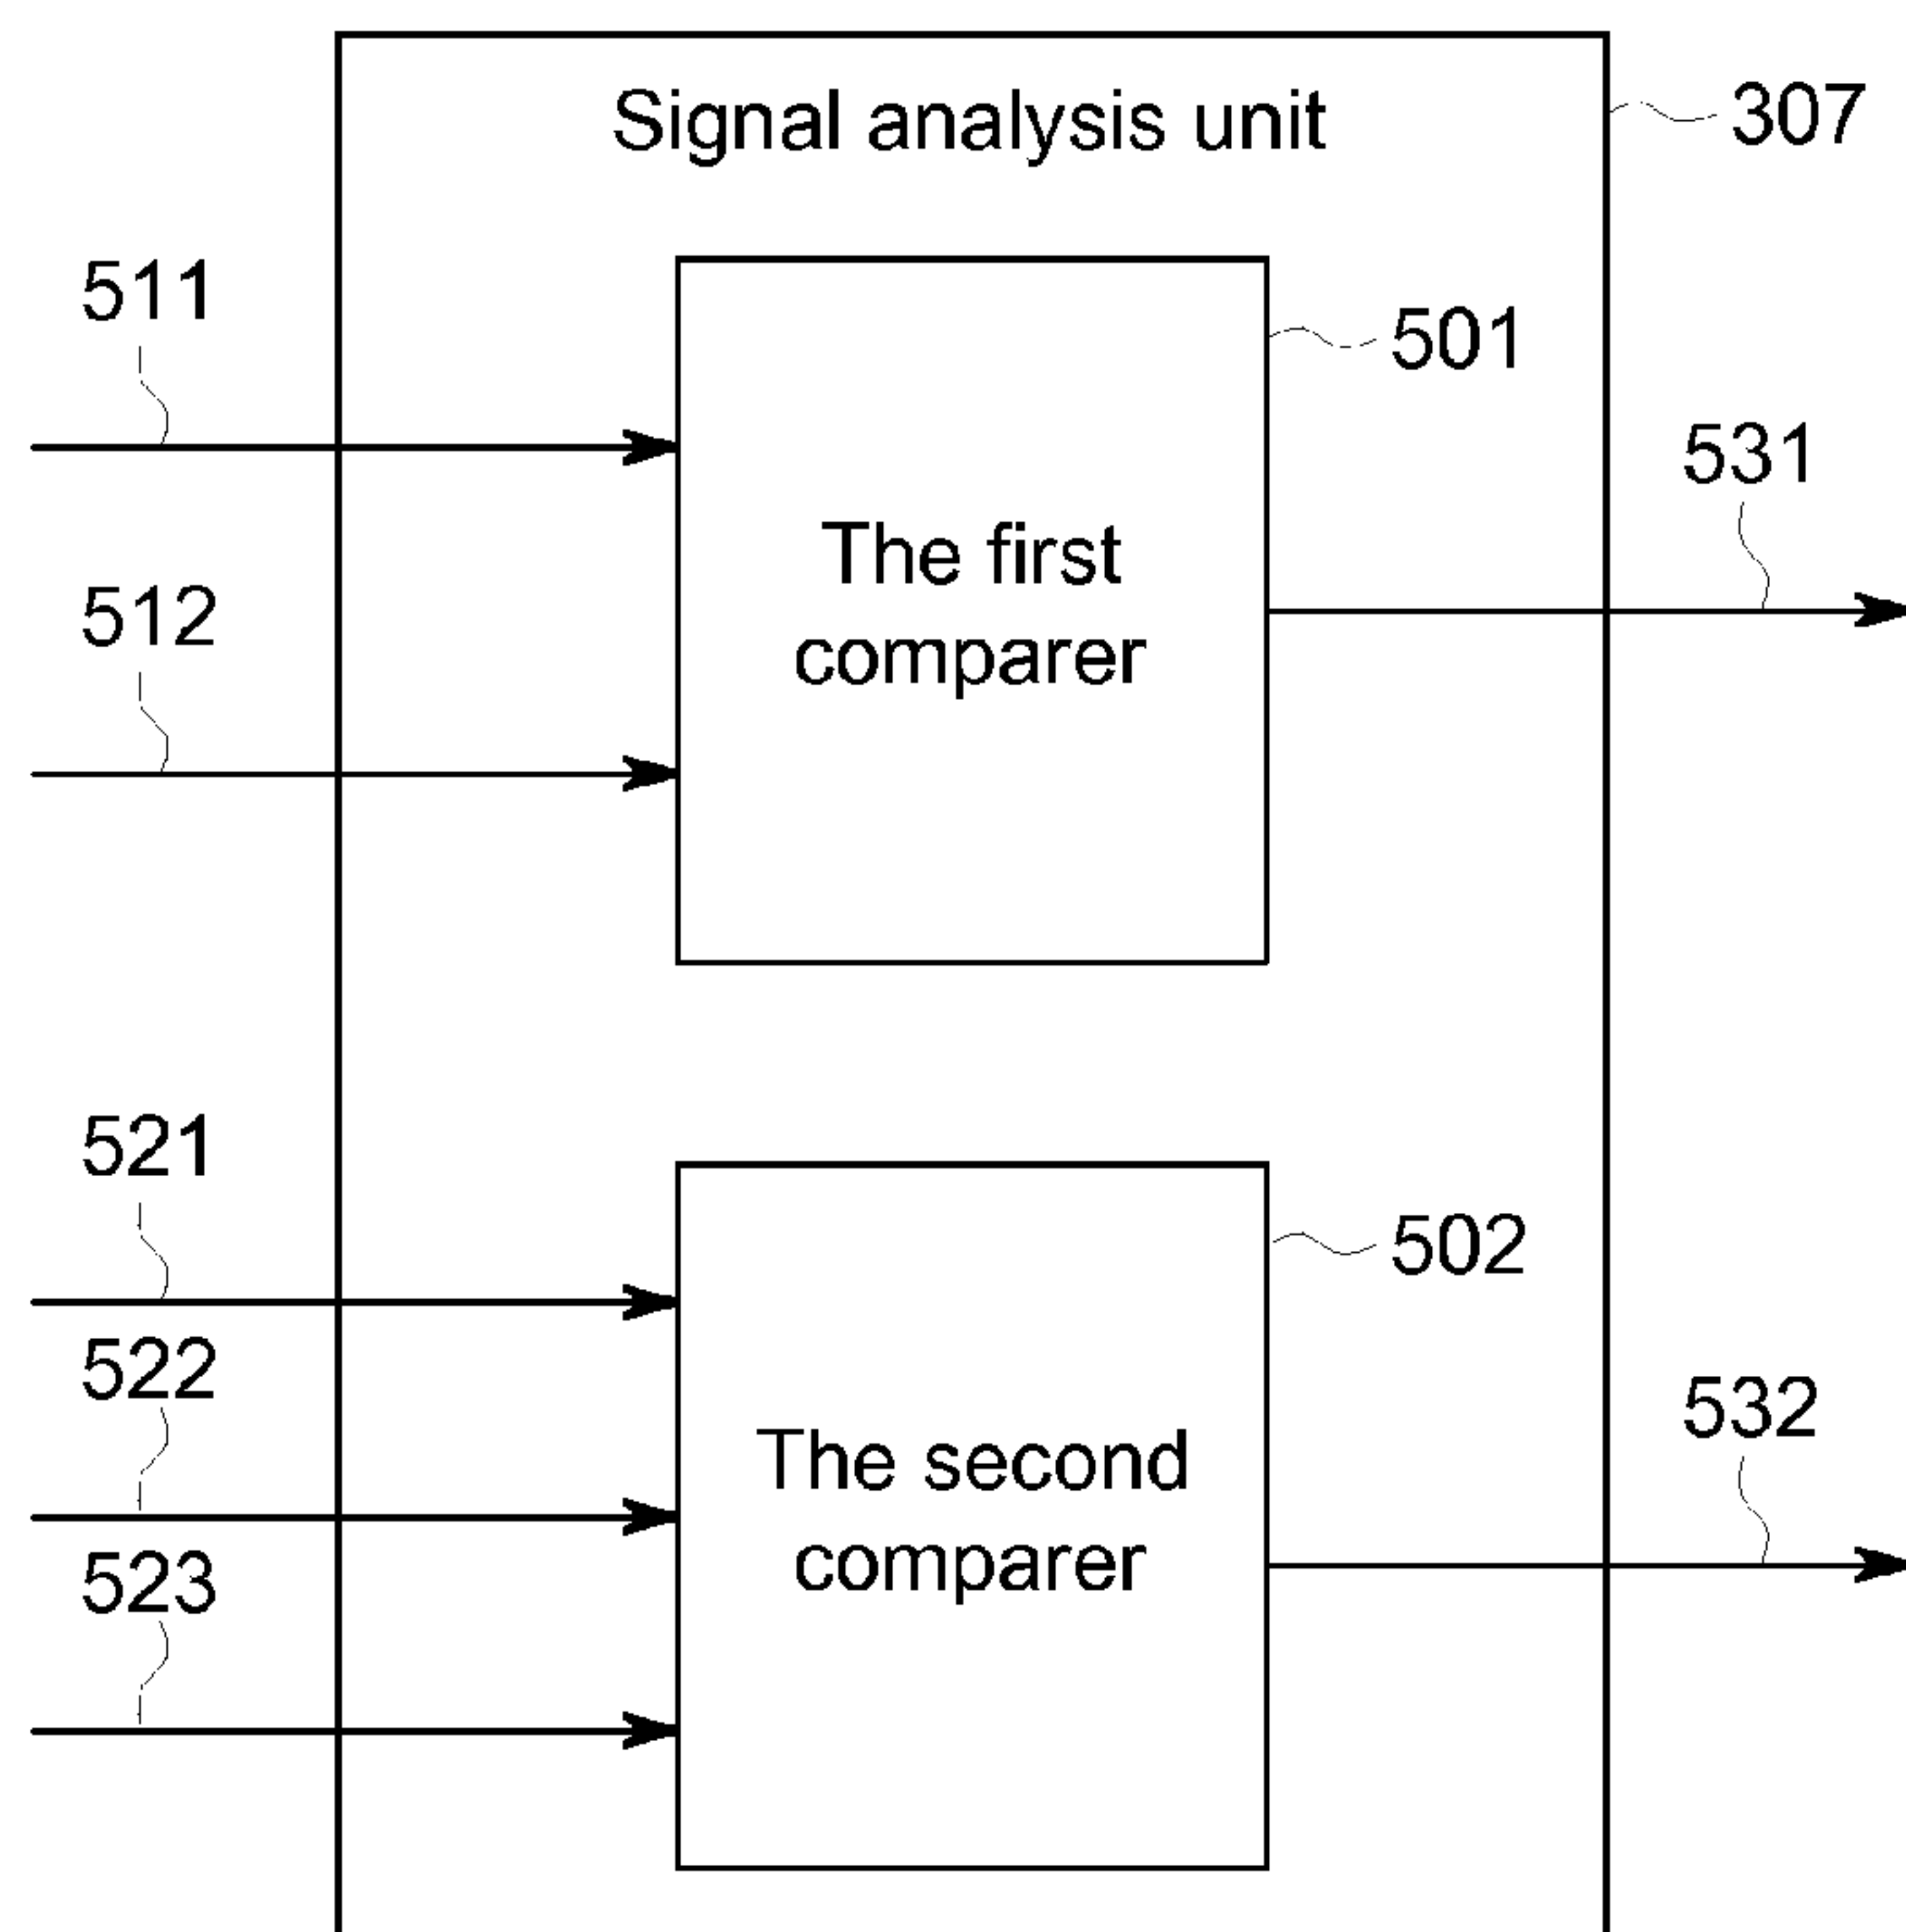 Signal analysis unit
307
511
501
531
The first
comparer
512
521
502
522
532
The second
comparer
523